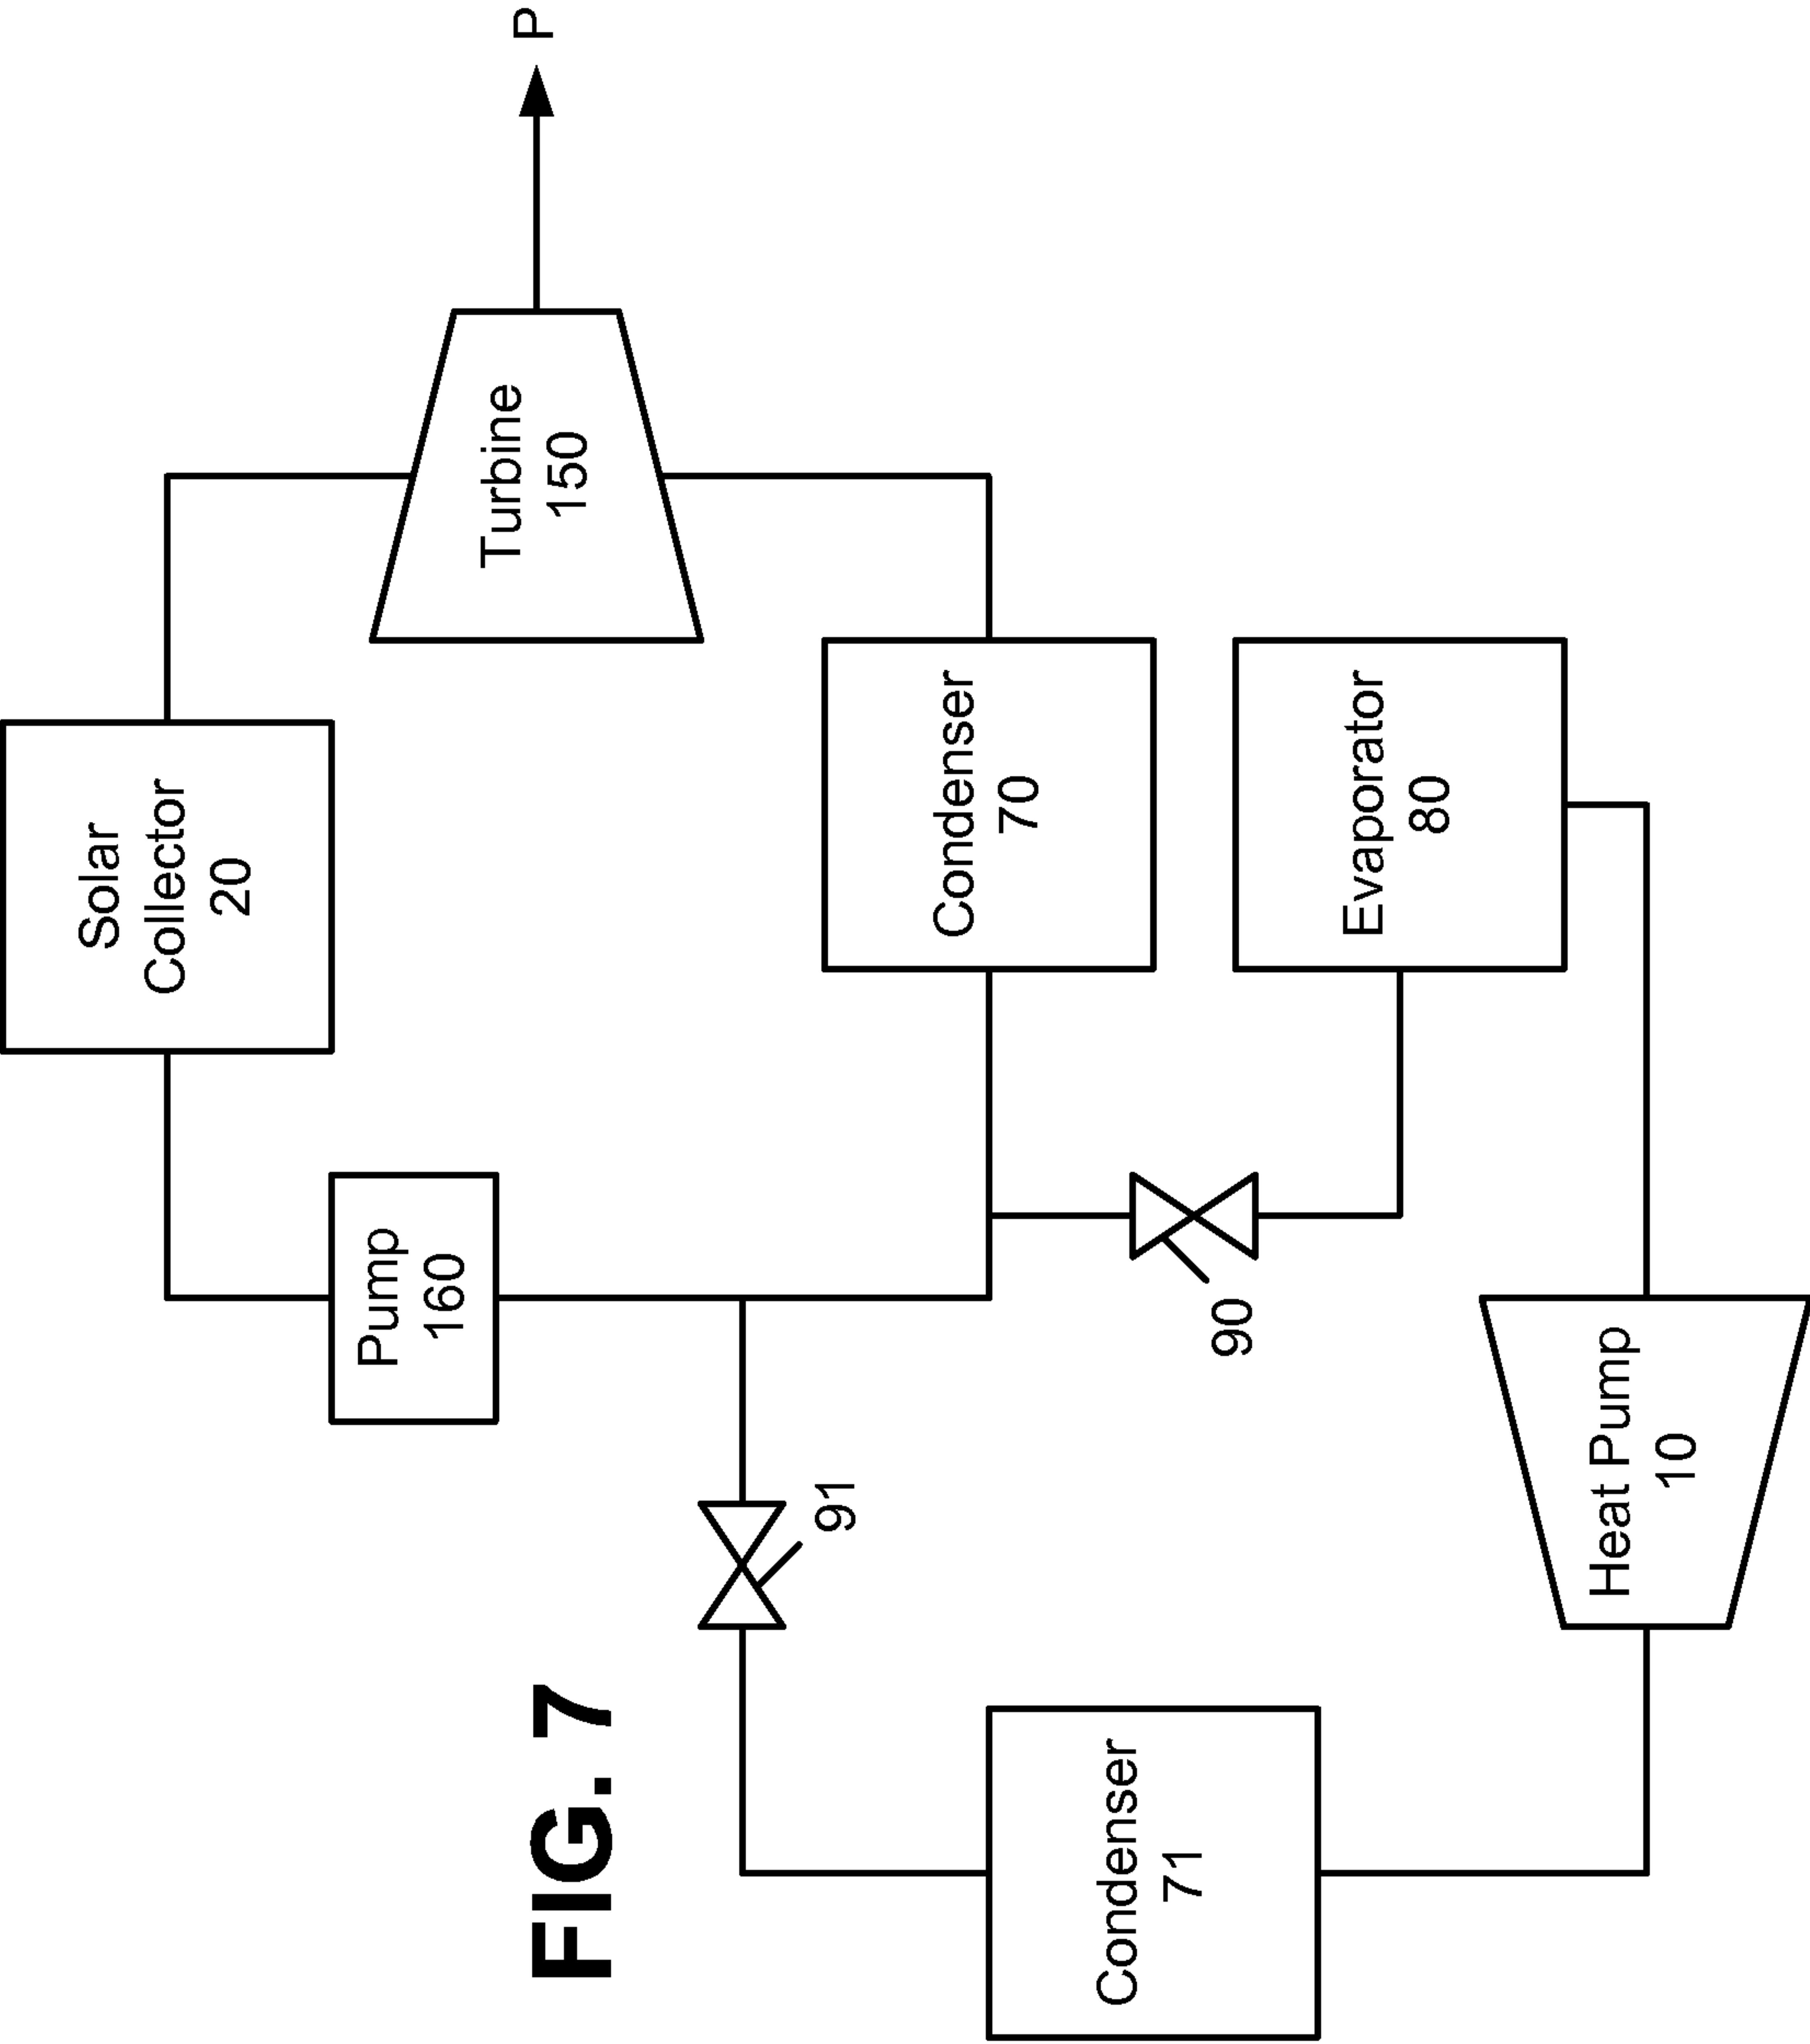 Solar
Collector
20
Pump
160
Turbine
150
P
FIG. 7
91
Condenser
70
Condenser
71
90
Evaporator
80
Heat Pump
10